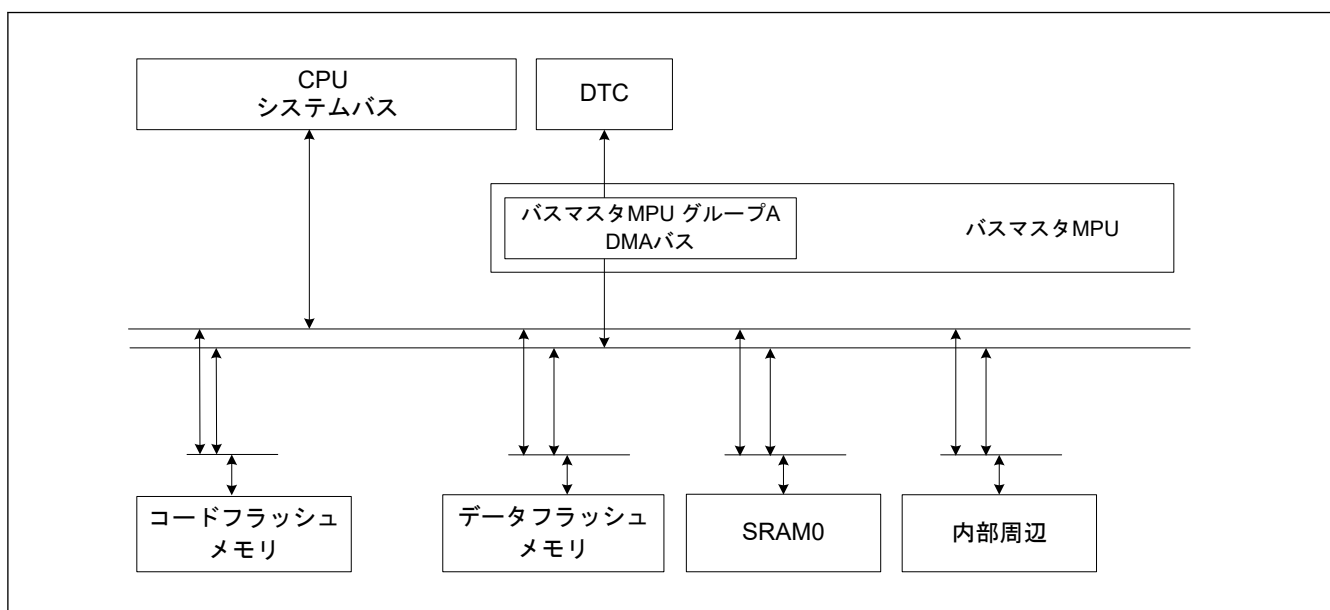 CPU
システムバス
DTC
バスマスタMPU グループA
DMAバス
バスマスタMPU
コードフラッシュ
メモリ
データフラッシュ
メモリ
SRAM0
内部周辺